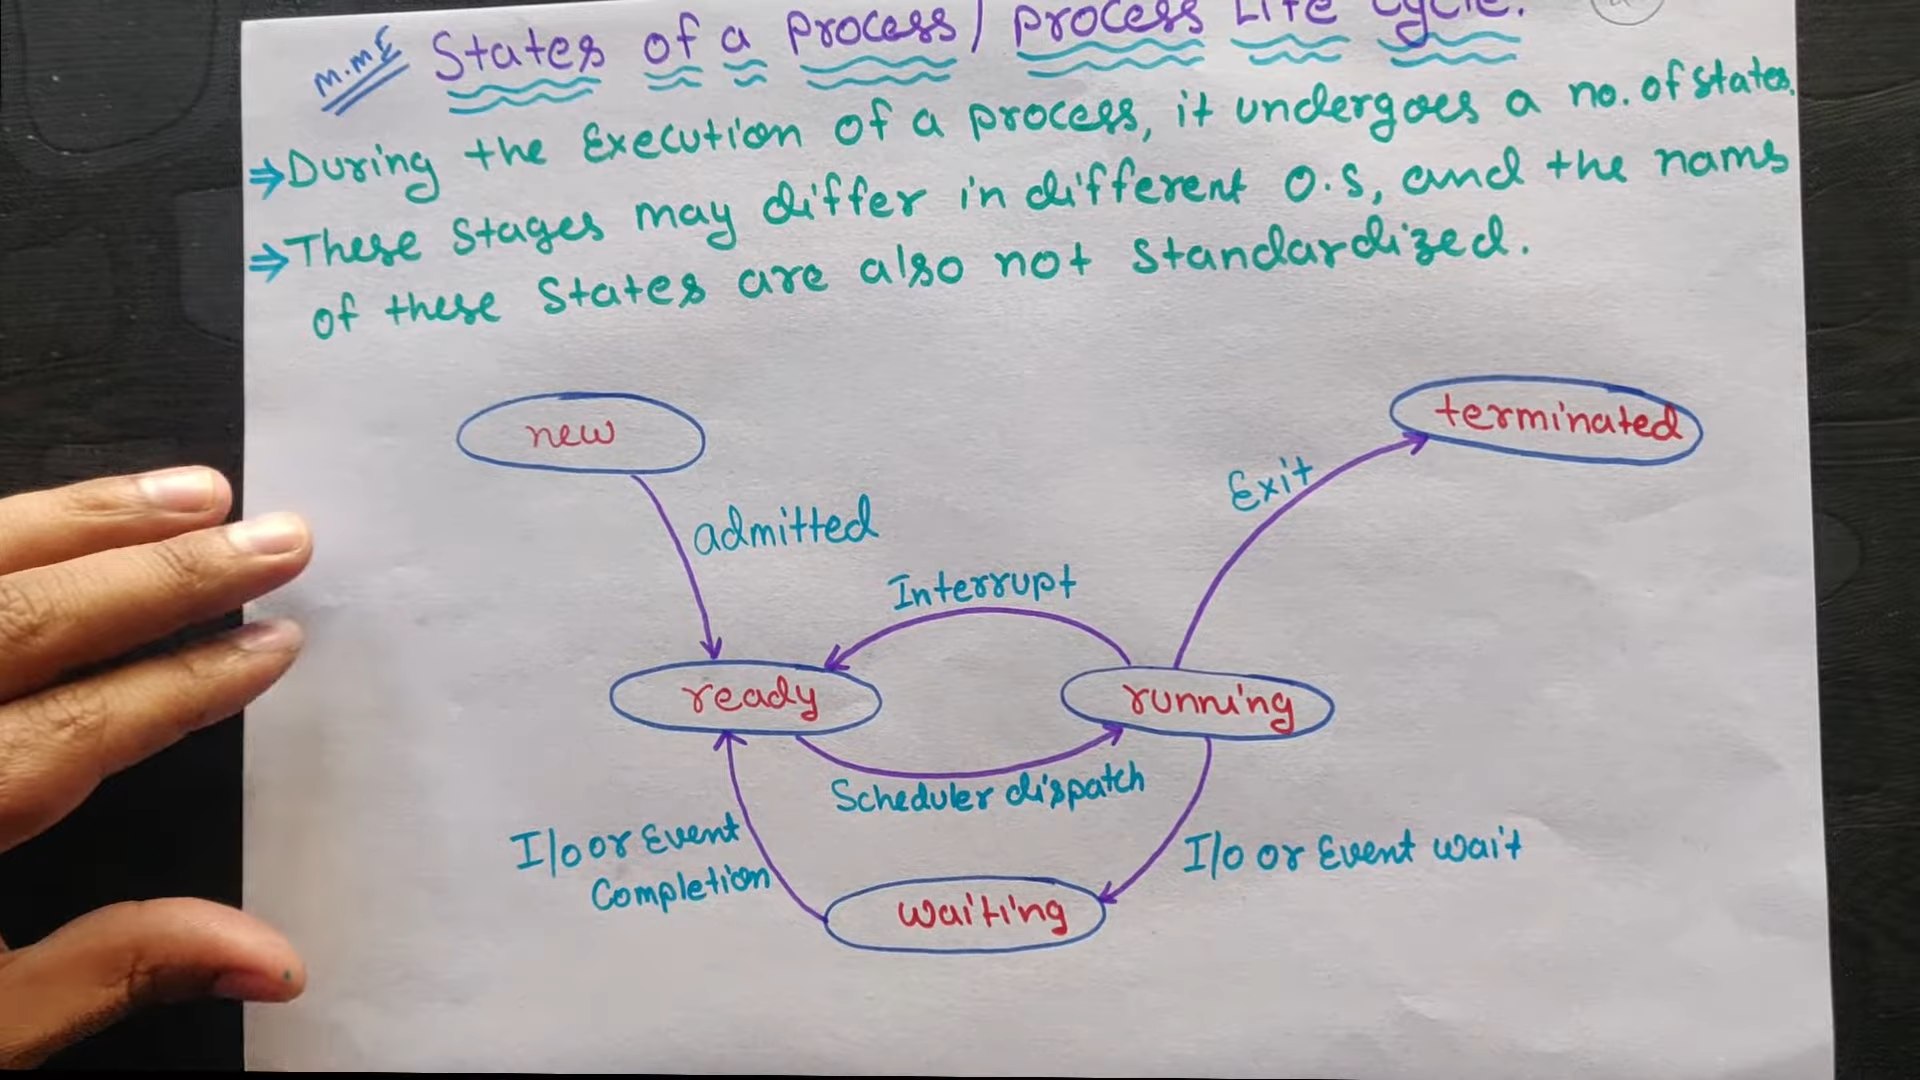 M.M.E States of a process / process Life cycle.
⇒ During the Execution of a process, it undergoes a no. of states.
⇒ These stages may differ in different O.S, and the nams
of these States are also not standardized.
new
terminated
Exit
admitted
Interrupt
ready
running
Scheduler dispatch
I/O or Event
Completion
I/O or Event wait
waiting